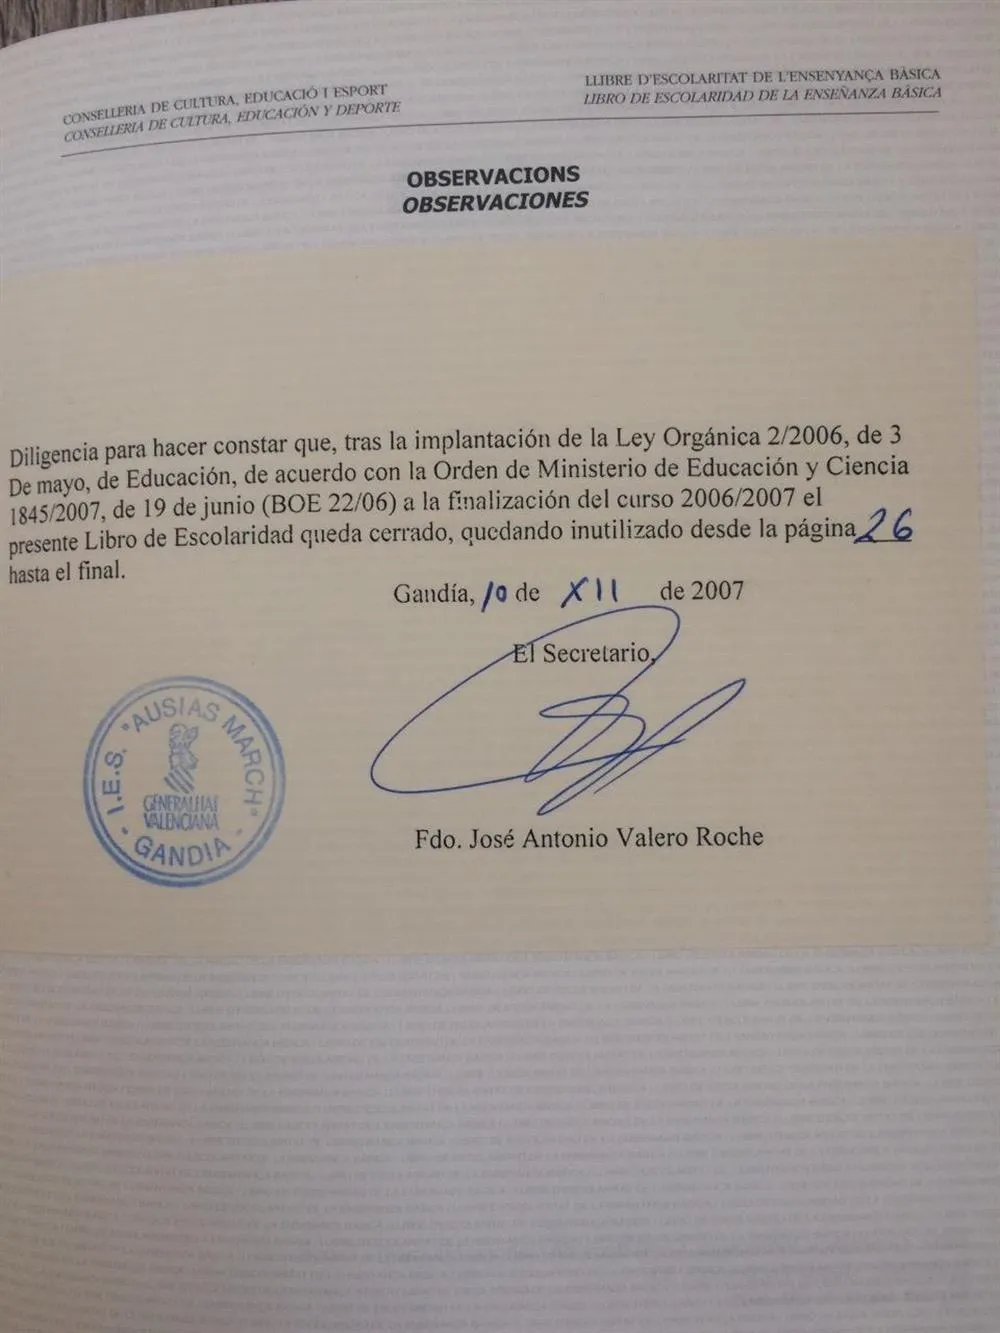 CONSELLERIA DE CULTURA, EDUCACIÓ I ESPORT
CONSELLERIA DE CULTURA, EDUCACIÓN Y DEPORTE
LLIBRE D'ESCOLARITAT DE L'ENSENYANÇA BÀSICA
LIBRO DE ESCOLARIDAD DE LA ENSEÑANZA BÁSICA
OBSERVACIONS
OBSERVACIONES
Diligencia para hacer constar que, tras la implantación de la Ley Orgánica 2/2006, de 3
De mayo, de Educación, de acuerdo con la Orden de Ministerio de Educación y Ciencia
1845/2007, de 19 de junio (BOE 22/06) a la finalización del curso 2006/2007 el
presente Libro de Escolaridad queda cerrado, quedando inutilizado desde la página 26
hasta el final.
Gandía, 10 de XII de 2007
El Secretario,
I.E.S. "AUSIAS MARCH"
GENERALITAT
VALENCIANA
GANDIA
Fdo. José Antonio Valero Roche